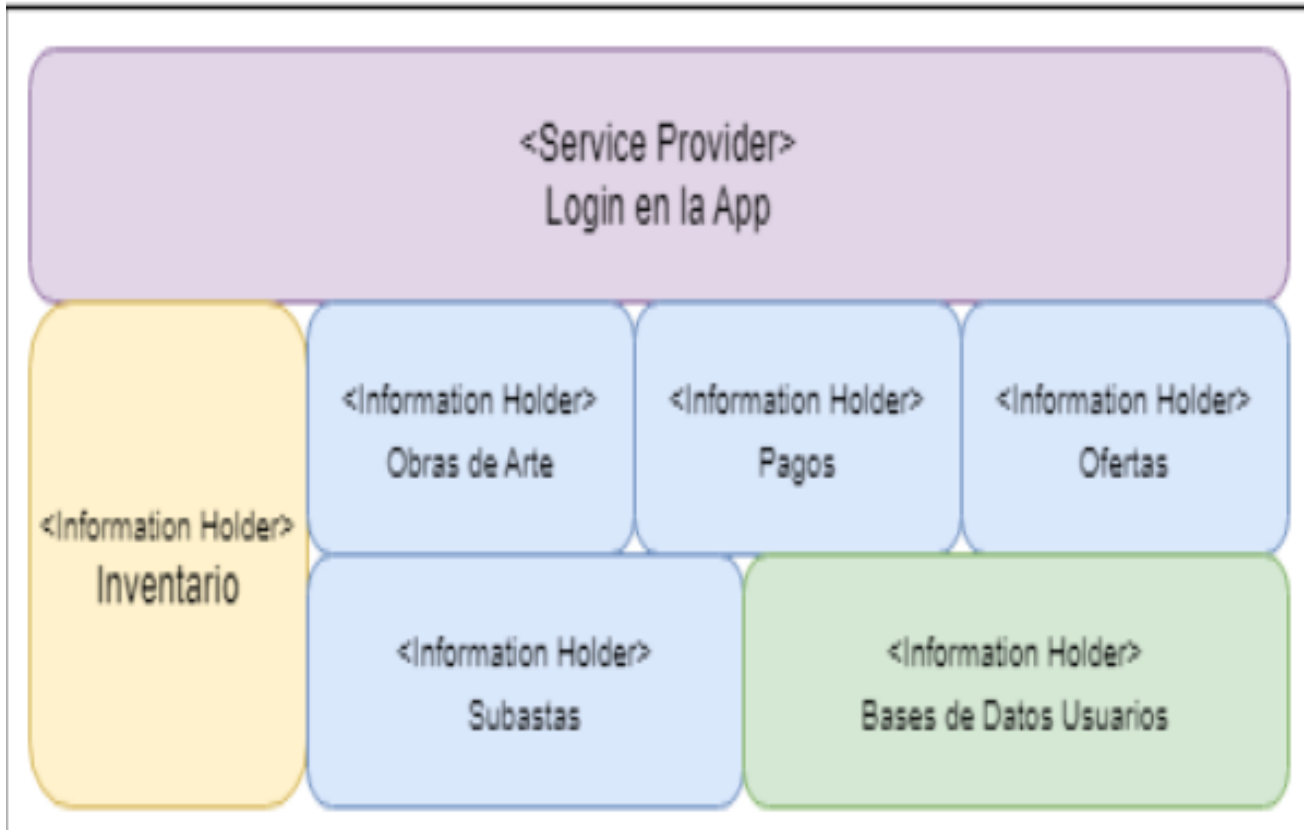 <Service Provider>
Login en la App
<Information Holder>
Obras de Arte
<Information Holder>
Pagos
<Information Holder>
Ofertas
<Information Holder>
Inventario
<Information Holder>
Subastas
<Information Holder>
Bases de Datos Usuarios